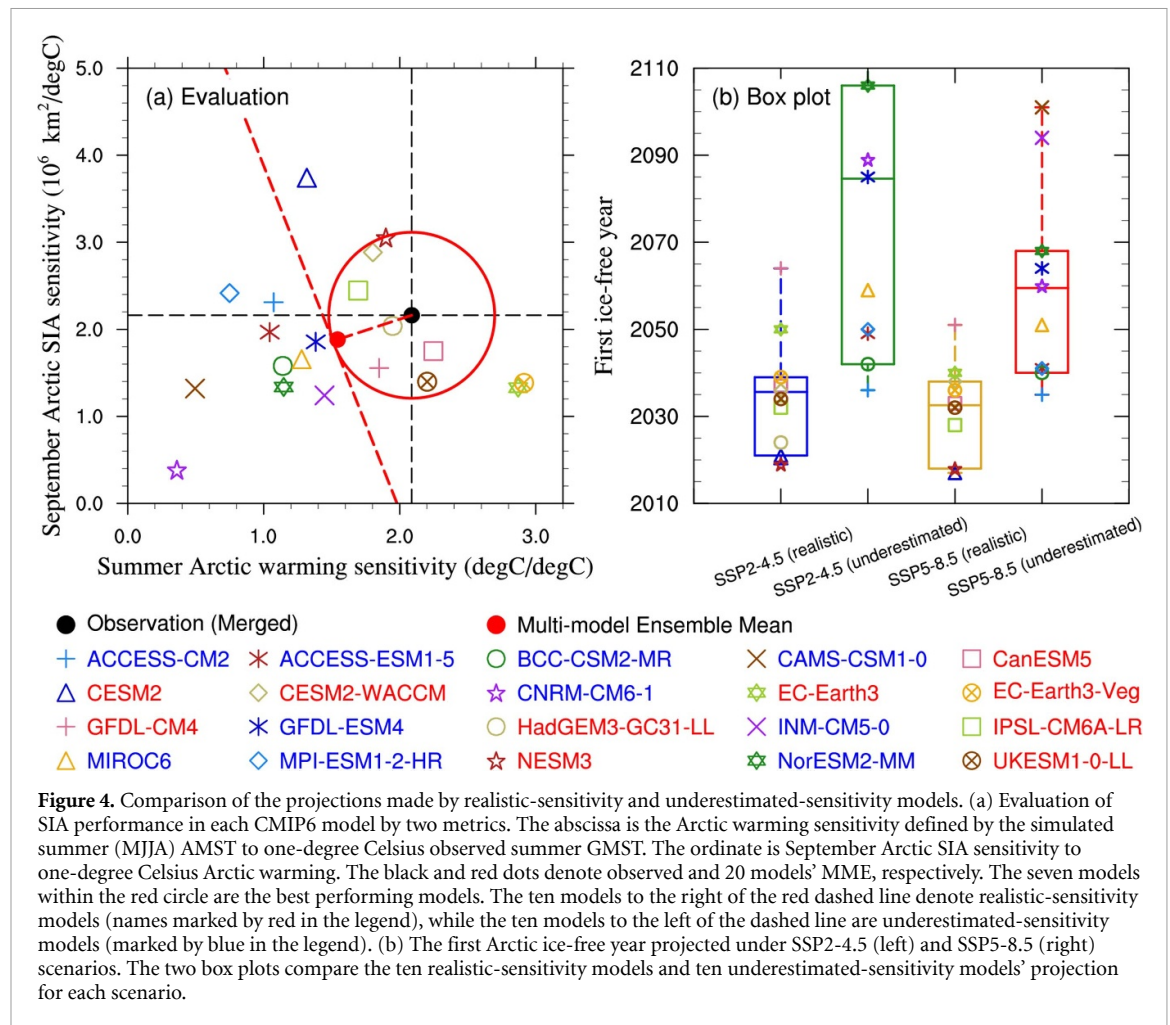 (a) Evaluation
September Arctic SIA sensitivity (10⁶ km²/degC)
5.0
4.0
3.0
2.0
1.0
0.0
0.0 1.0 2.0 3.0
Summer Arctic warming sensitivity (degC/degC)
(b) Box plot
First ice-free year
2110
2090
2070
2050
2030
2010
SSP2-4.5 (realistic)
SSP2-4.5 (underestimated)
SSP5-8.5 (realistic)
SSP5-8.5 (underestimated)
Observation (Merged) Multi-model Ensemble Mean
ACCESS-CM2 ACCESS-ESM1-5 BCC-CSM2-MR CAMS-CSM1-0 CanESM5
CESM2 CESM2-WACCM CNRM-CM6-1 EC-Earth3 EC-Earth3-Veg
GFDL-CM4 GFDL-ESM4 HadGEM3-GC31-LL INM-CM5-0 IPSL-CM6A-LR
MIROC6 MPI-ESM1-2-HR NESM3 NorESM2-MM UKESM1-0-LL
Figure 4. Comparison of the projections made by realistic-sensitivity and underestimated-sensitivity models. (a) Evaluation of
SIA performance in each CMIP6 model by two metrics. The abscissa is the Arctic warming sensitivity defined by the simulated
summer (MJJA) AMST to one-degree Celsius observed summer GMST. The ordinate is September Arctic SIA sensitivity to
one-degree Celsius Arctic warming. The black and red dots denote observed and 20 models' MME, respectively. The seven models
within the red circle are the best performing models. The ten models to the right of the red dashed line denote realistic-sensitivity
models (names marked by red in the legend), while the ten models to the left of the dashed line are underestimated-sensitivity
models (marked by blue in the legend). (b) The first Arctic ice-free year projected under SSP2-4.5 (left) and SSP5-8.5 (right)
scenarios. The two box plots compare the ten realistic-sensitivity models and ten underestimated-sensitivity models' projection
for each scenario.